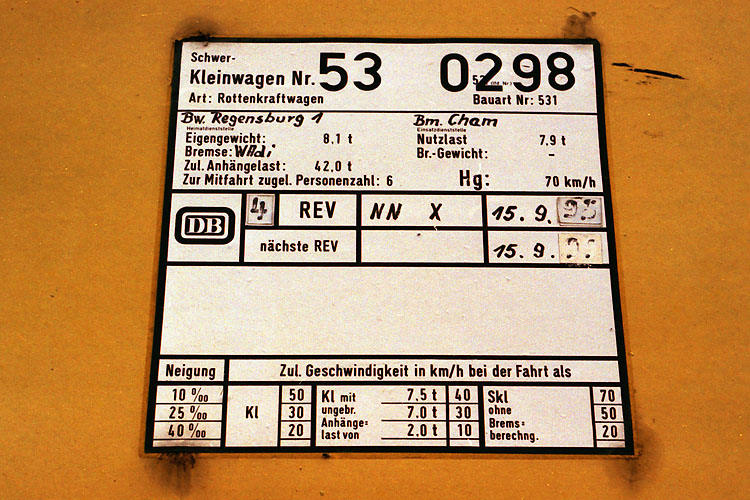 Schwer-
Kleinwagen Nr. 53 0298
Art: Rottenkraftwagen Bauart Nr: 531
Bw. Regensburg 1 Bm. Cham
Heimatdienststelle Einsatzdienststelle
Eigengewicht: 8.1 t Nutzlast 7.9 t
Bremse: Wldi Br.-Gewicht: –
Zul. Anhängelast: 42,0 t
Zur Mitfahrt zugel. Personenzahl: 6 Hg: 70 km/h
DB 4 REV NN X 15.9.95
nächste REV 15.9.
Neigung Zul. Geschwindigkeit in km/h bei der Fahrt als
10 ‰ Kl 50 Kl mit 7.5 t 40 Skl 70
25 ‰ 30 ungebr. 7.0 t 30 ohne 50
40 ‰ 20 Anhänge= 2.0 t 10 Brems= 20
last von berechng.